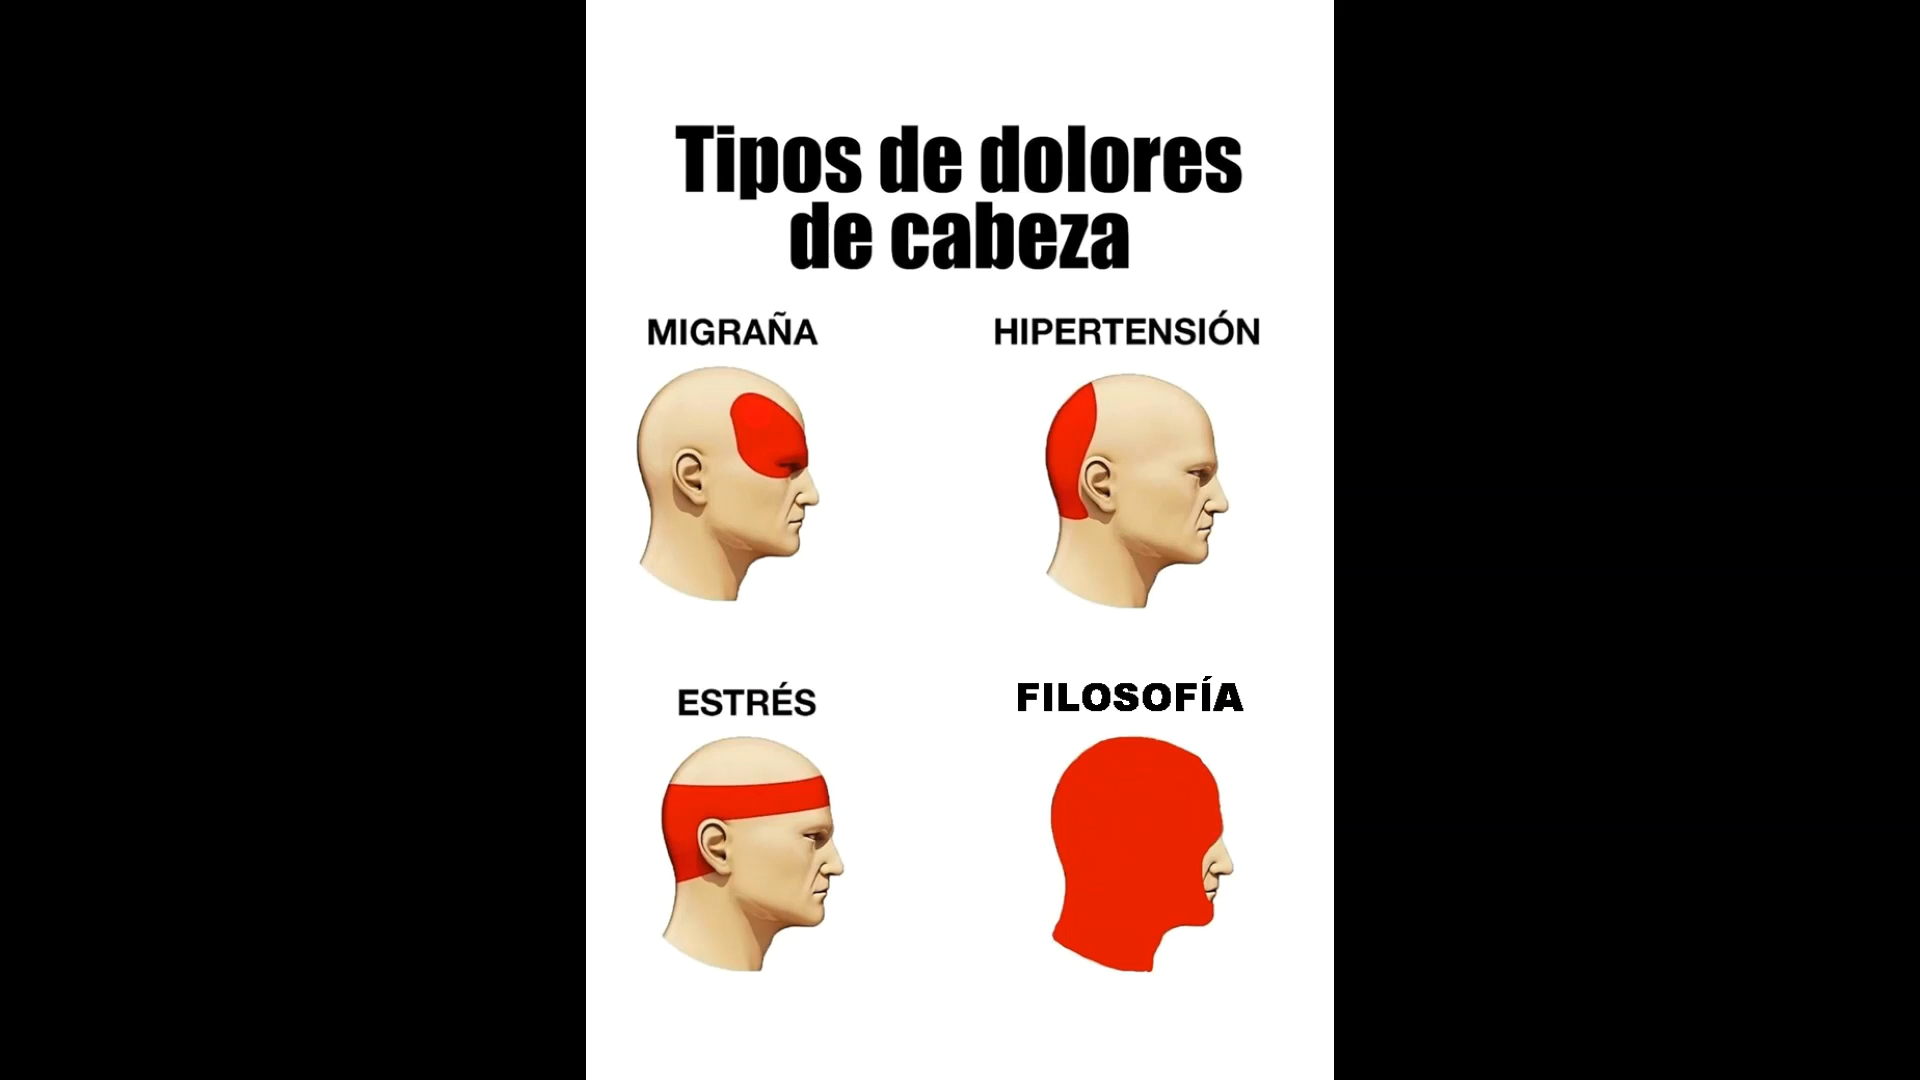 Tipos de dolores
de cabeza
MIGRAÑA
HIPERTENSIÓN
ESTRÉS
FILOSOFÍA